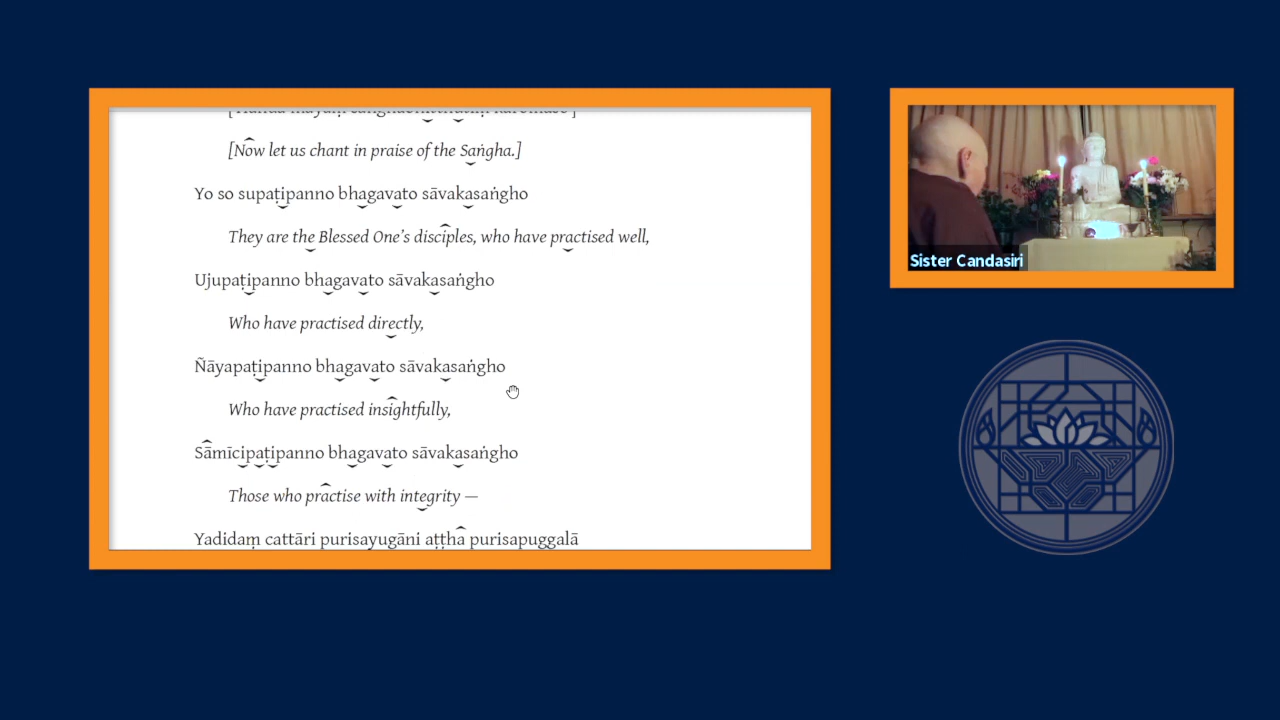 [Now let us chant in praise of the Saṅgha.]
Yo so supaṭipanno bhagavato sāvakasaṅgho
They are the Blessed One’s disciples, who have practised well,
Ujupaṭipanno bhagavato sāvakasaṅgho
Who have practised directly,
Ñāyapaṭipanno bhagavato sāvakasaṅgho
Who have practised insightfully,
Sāmīcipaṭipanno bhagavato sāvakasaṅgho
Those who practise with integrity —
Yadidaṃ cattāri purisayugāni aṭṭha purisapuggalā
Sister Candasiri